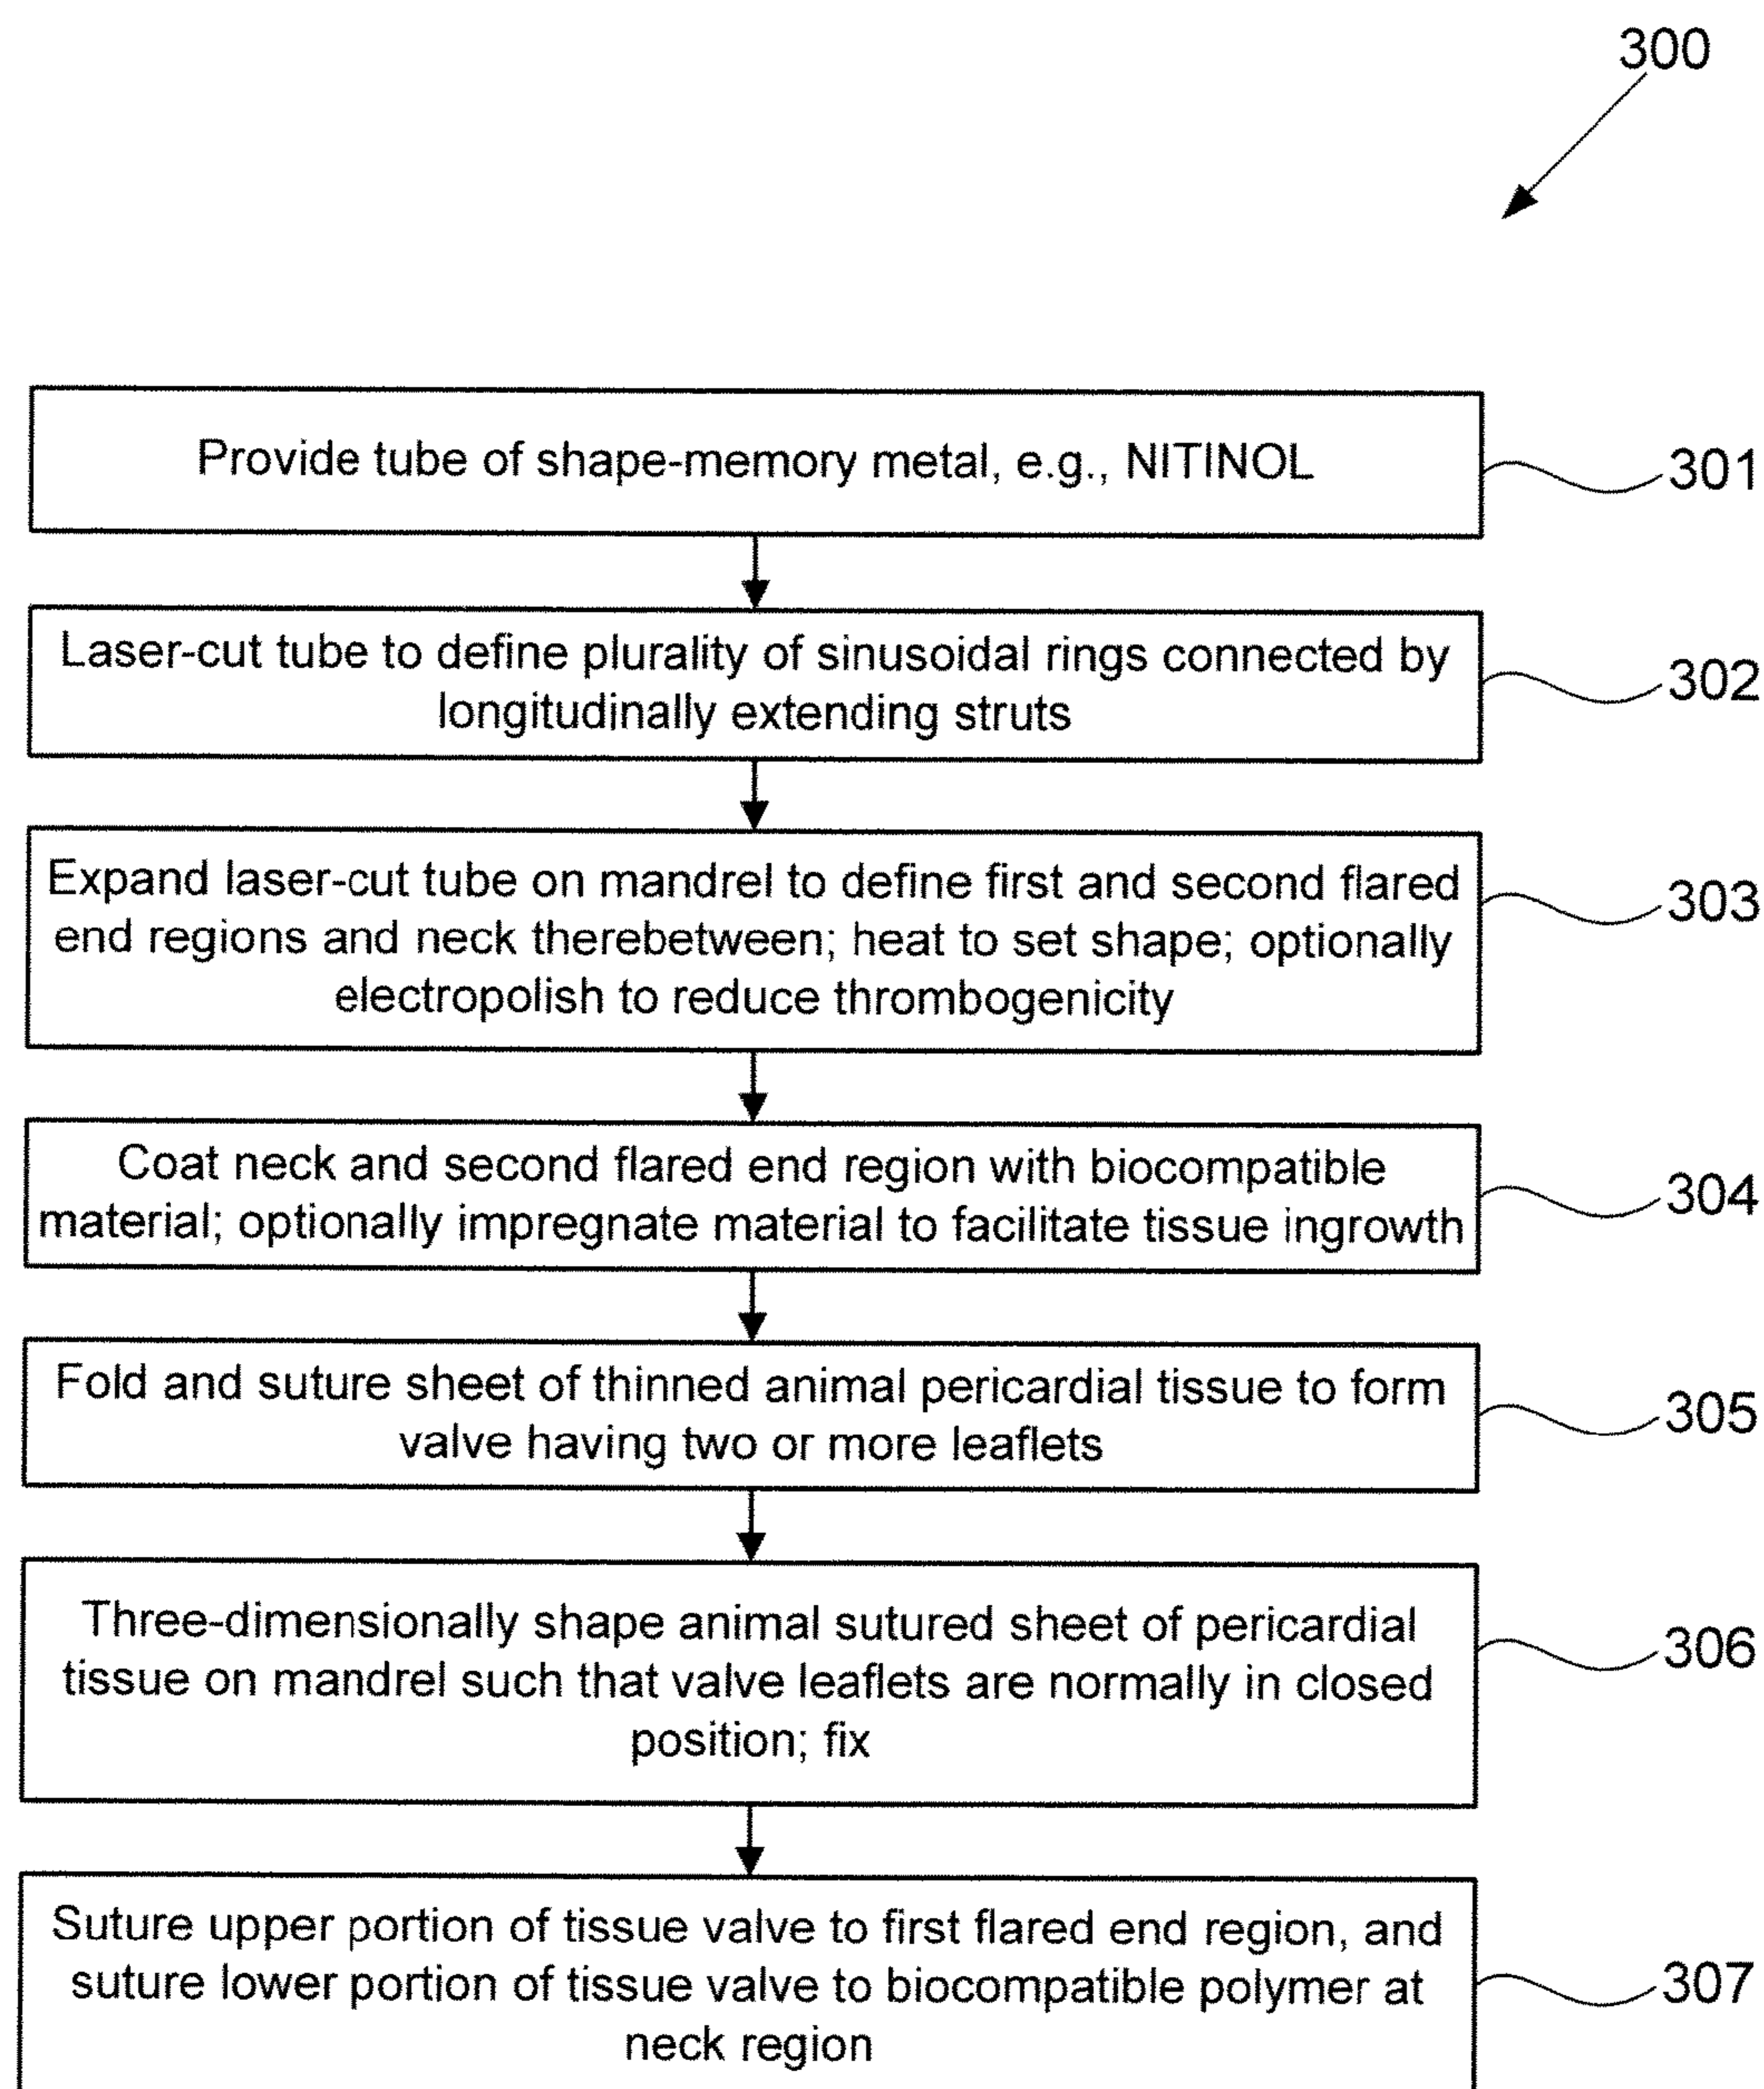 300
Provide tube of shape-memory metal, e.g., NITINOL
301
Laser-cut tube to define plurality of sinusoidal rings connected by
longitudinally extending struts
302
Expand laser-cut tube on mandrel to define first and second flared
end regions and neck therebetween; heat to set shape; optionally
electropolish to reduce thrombogenicity
303
Coat neck and second flared end region with biocompatible
material; optionally impregnate material to facilitate tissue ingrowth
304
Fold and suture sheet of thinned animal pericardial tissue to form
valve having two or more leaflets
305
Three-dimensionally shape animal sutured sheet of pericardial
tissue on mandrel such that valve leaflets are normally in closed
position; fix
306
Suture upper portion of tissue valve to first flared end region, and
suture lower portion of tissue valve to biocompatible polymer at
neck region
307